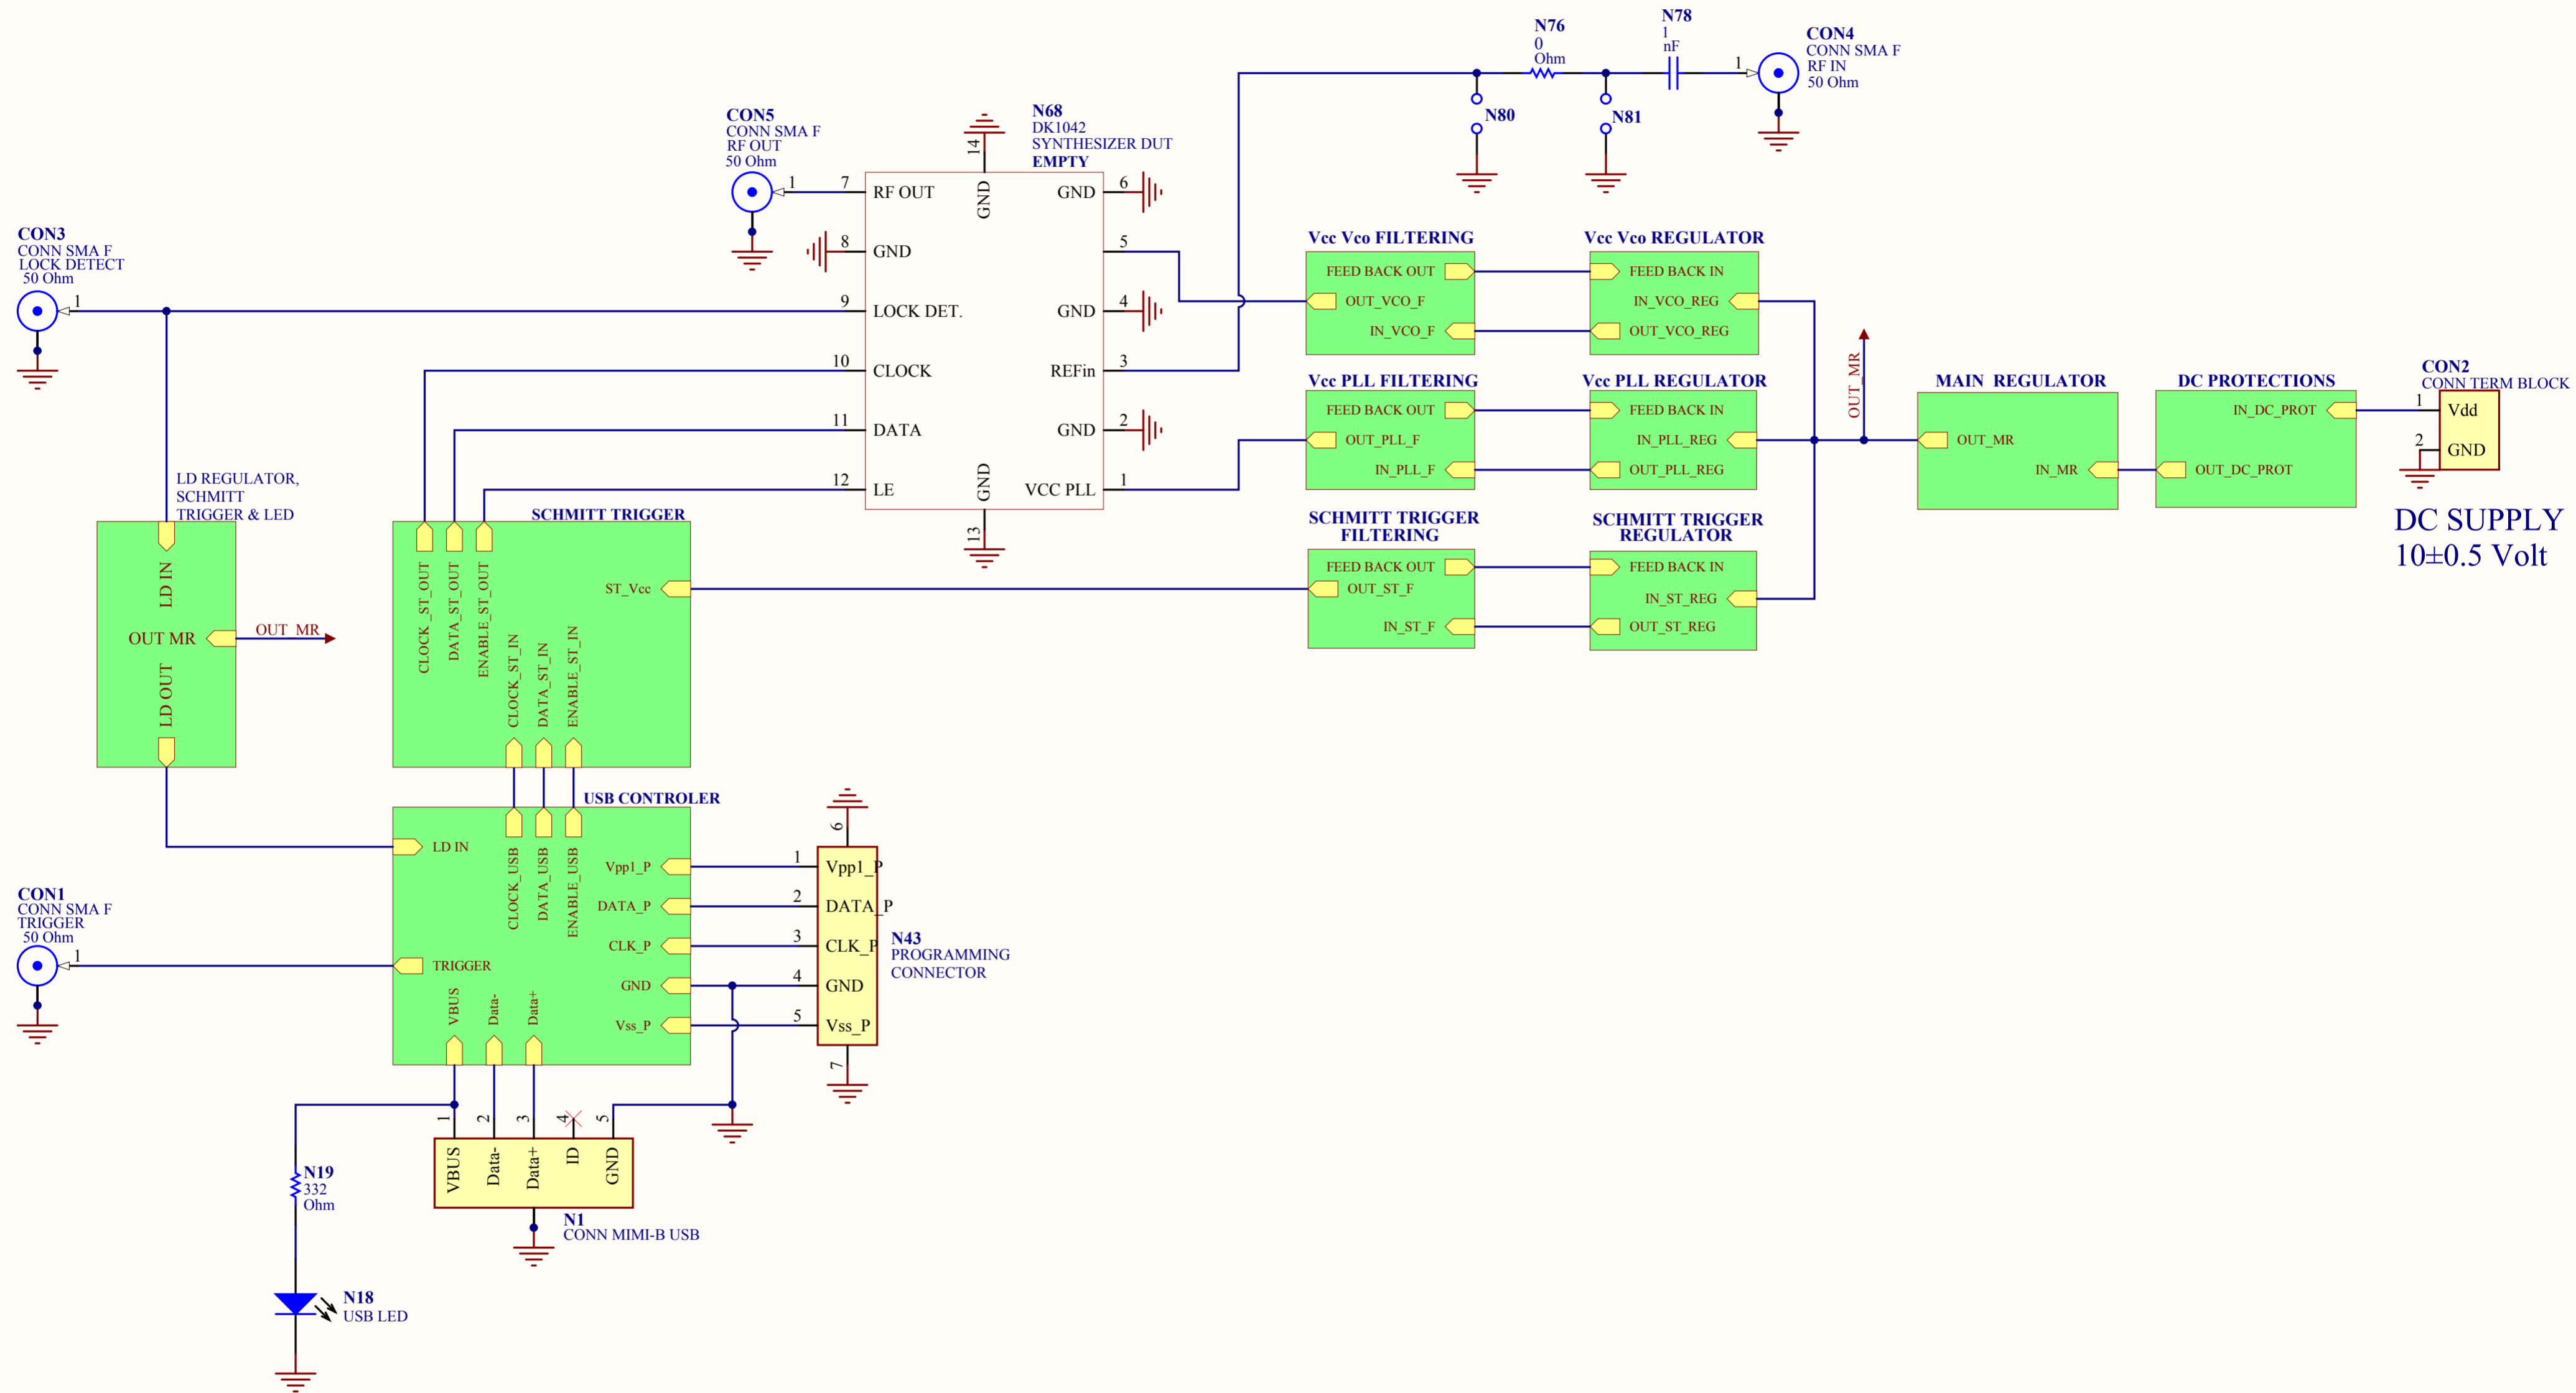 N76
0
Ohm
N78
1
nF
1
CON4
CONN SMA F
RF IN
50 Ohm
N80
N81
CON5
CONN SMA F
RF OUT
50 Ohm
1
N68
DK1042
SYNTHESIZER DUT
EMPTY
14
GND
7
RF OUT
GND
6
8
GND
5
9
LOCK DET.
GND
4
10
CLOCK
REFin
3
11
DATA
GND
2
12
LE
VCC PLL
1
GND
13
CON3
CONN SMA F
LOCK DETECT
50 Ohm
1
Vcc Vco FILTERING
FEED BACK OUT
OUT_VCO_F
IN_VCO_F
Vcc Vco REGULATOR
FEED BACK IN
IN_VCO_REG
OUT_VCO_REG
Vcc PLL FILTERING
FEED BACK OUT
OUT_PLL_F
IN_PLL_F
Vcc PLL REGULATOR
FEED BACK IN
IN_PLL_REG
OUT_PLL_REG
SCHMITT TRIGGER
FILTERING
FEED BACK OUT
OUT_ST_F
IN_ST_F
SCHMITT TRIGGER
REGULATOR
FEED BACK IN
IN_ST_REG
OUT_ST_REG
OUT_MR
MAIN REGULATOR
OUT_MR
IN_MR
DC PROTECTIONS
IN_DC_PROT
OUT_DC_PROT
CON2
CONN TERM BLOCK
1
Vdd
2
GND
DC SUPPLY
10±0.5 Volt
LD REGULATOR,
SCHMITT
TRIGGER & LED
LD IN
OUT MR
OUT_MR
LD OUT
SCHMITT TRIGGER
CLOCK_ST_OUT
DATA_ST_OUT
ENABLE_ST_OUT
ST_Vcc
CLOCK_ST_IN
DATA_ST_IN
ENABLE_ST_IN
USB CONTROLER
LD IN
CLOCK_USB
DATA_USB
ENABLE_USB
Vpp1_P
DATA_P
CLK_P
GND
Vss_P
TRIGGER
VBUS
Data-
Data+
CON1
CONN SMA F
TRIGGER
50 Ohm
1
6
1
Vpp1_P
2
DATA_P
3
CLK_P
4
GND
5
Vss_P
7
N43
PROGRAMMING
CONNECTOR
1
2
3
4
5
VBUS
Data-
Data+
ID
GND
N1
CONN MIMI-B USB
N19
332
Ohm
N18
USB LED